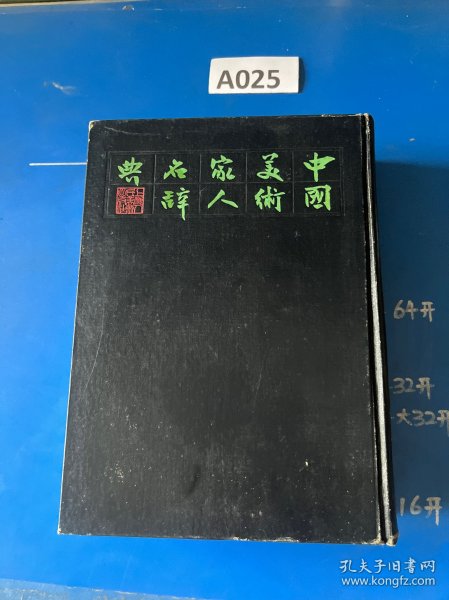 A025
中國
美術
家人
名辭
典
64开
32开
大32开
16开
孔夫子旧书网
www.kongfz.com